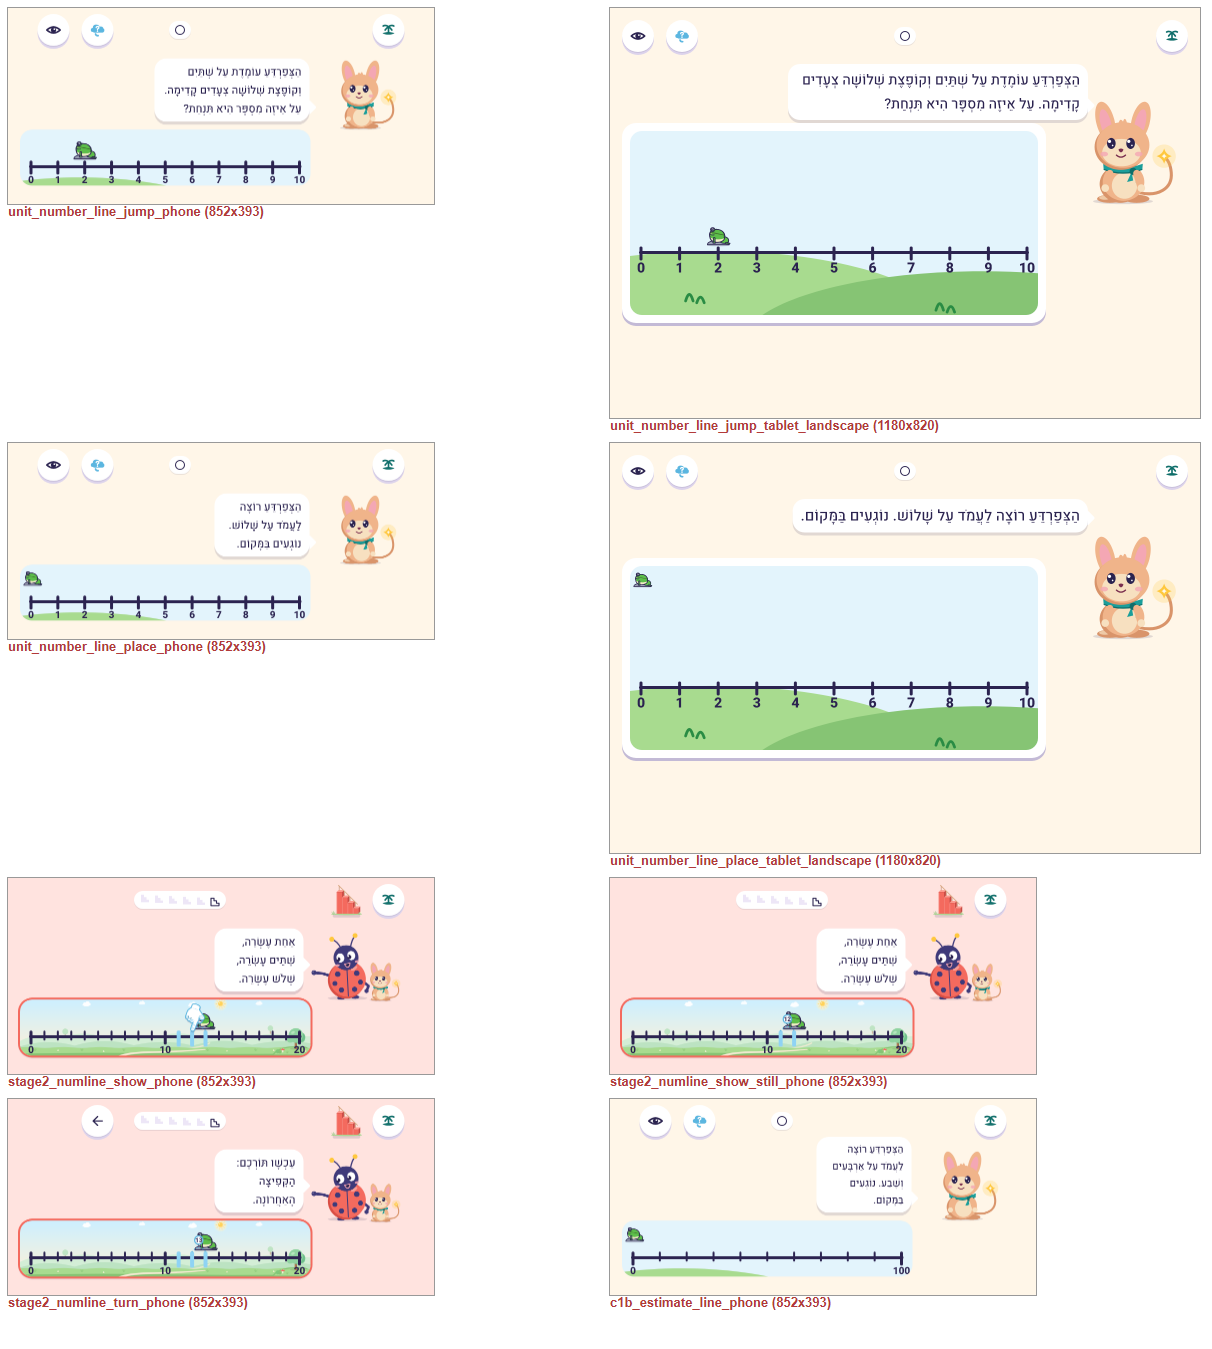 הַצְּפַרְדֵּעַ עוֹמֶדֶת עַל שְׁתַּיִם
וְקוֹפֶצֶת שְׁלוֹשָׁה צְעָדִים קָדִימָה.
עַל אֵיזֶה מִסְפָּר הִיא תִּנְחַת?
0 1 2 3 4 5 6 7 8 9 10
unit_number_line_jump_phone (852x393)
הַצְּפַרְדֵּעַ עוֹמֶדֶת עַל שְׁתַּיִם וְקוֹפֶצֶת שְׁלוֹשָׁה צְעָדִים
קָדִימָה. עַל אֵיזֶה מִסְפָּר הִיא תִּנְחַת?
0 1 2 3 4 5 6 7 8 9 10
unit_number_line_jump_tablet_landscape (1180x820)
הַצְּפַרְדֵּעַ רוֹצָה
לַעֲמֹד עַל שָׁלוֹשׁ.
נוֹגְעִים בַּמָּקוֹם.
0 1 2 3 4 5 6 7 8 9 10
unit_number_line_place_phone (852x393)
הַצְּפַרְדֵּעַ רוֹצָה לַעֲמֹד עַל שָׁלוֹשׁ. נוֹגְעִים בַּמָּקוֹם.
0 1 2 3 4 5 6 7 8 9 10
unit_number_line_place_tablet_landscape (1180x820)
אַחַת עֶשְׂרֵה,
שְׁתֵּים עֶשְׂרֵה,
שְׁלֹשׁ עֶשְׂרֵה.
0 10 20
stage2_numline_show_phone (852x393)
אַחַת עֶשְׂרֵה,
שְׁתֵּים עֶשְׂרֵה,
שְׁלֹשׁ עֶשְׂרֵה.
0 10 20
stage2_numline_show_still_phone (852x393)
עַכְשָׁו תּוֹרְכֶם:
הַקְּפִיצָה
הָאַחֲרוֹנָה.
0 10 20
stage2_numline_turn_phone (852x393)
הַצְּפַרְדֵּעַ רוֹצָה
לַעֲמֹד עַל אַרְבָּעִים
וְשֶׁבַע. נוֹגְעִים
בַּמָּקוֹם.
0 100
c1b_estimate_line_phone (852x393)